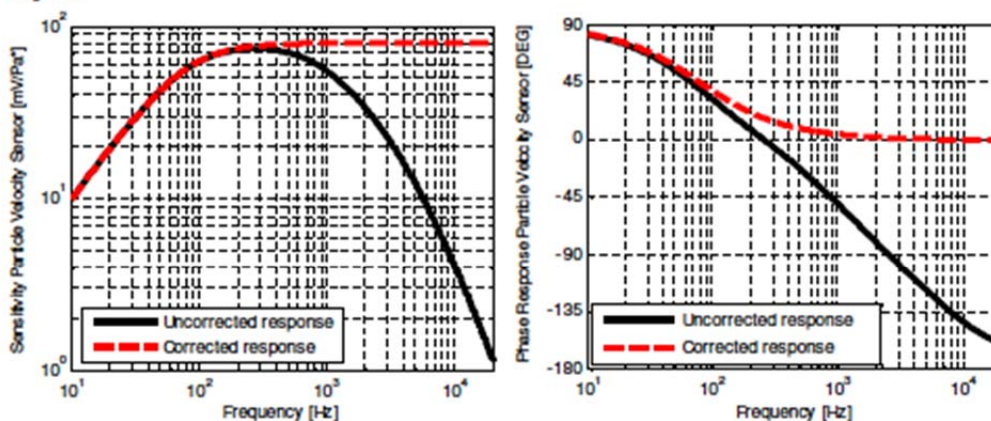 Sensitivity Particle Velocity Sensor [mV/Pa*]
10²
10¹
10⁰
Uncorrected response
Corrected response
10¹ 10² 10³ 10⁴
Frequency [Hz]
Phase Response Particle Velocity Sensor [DEG]
90
45
0
-45
-90
-135
-180
Uncorrected response
Corrected response
10¹ 10² 10³ 10⁴
Frequency [Hz]